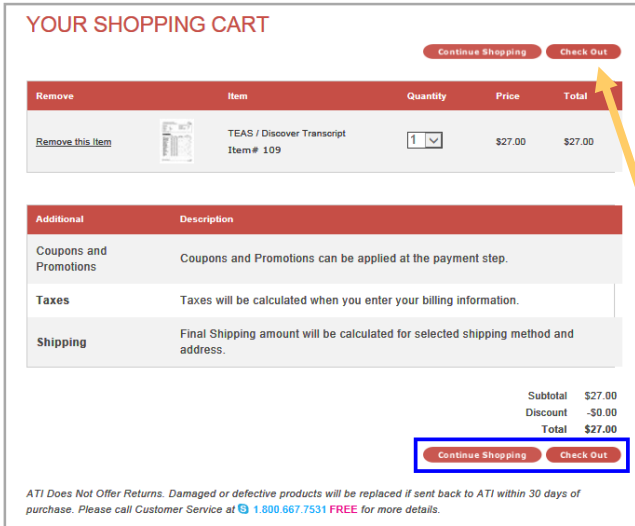 YOUR SHOPPING CART
Continue Shopping Check Out
Remove Item Quantity Price Total
Remove this Item TEAS / Discover Transcript 1 $27.00 $27.00
Item# 109
Additional Description
Coupons and Promotions Coupons and Promotions can be applied at the payment step.
Taxes Taxes will be calculated when you enter your billing information.
Shipping Final Shipping amount will be calculated for selected shipping method and
address.
Subtotal $27.00
Discount -$0.00
Total $27.00
Continue Shopping Check Out
ATI Does Not Offer Returns. Damaged or defective products will be replaced if sent back to ATI within 30 days of
purchase. Please call Customer Service at 1.800.667.7531 FREE for more details.